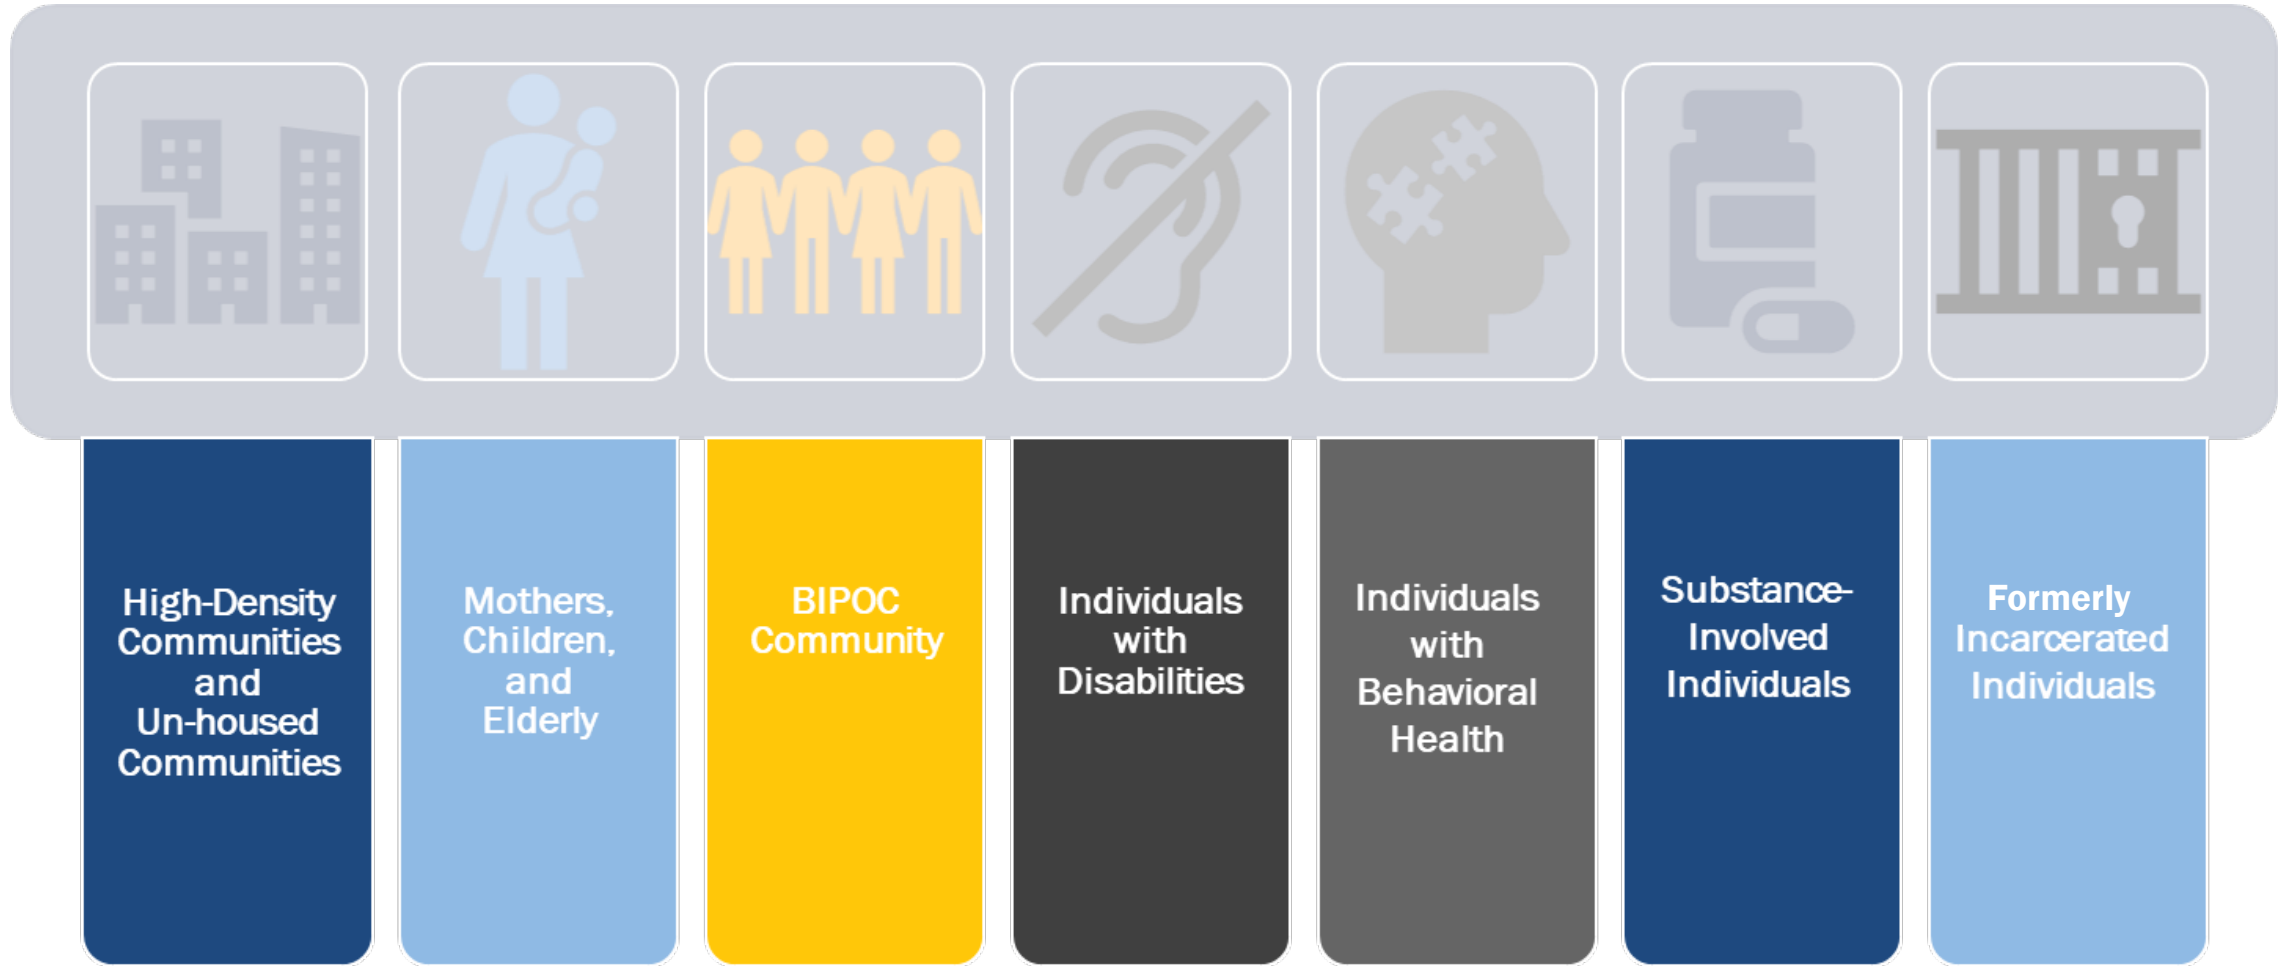 High-Density
Communities
and
Un-housed
Communities
Mothers,
Children,
and
Elderly
BIPOC
Community
Individuals
with
Disabilities
Individuals
with
Behavioral
Health
Substance-
Involved
Individuals
Formerly
Incarcerated
Individuals